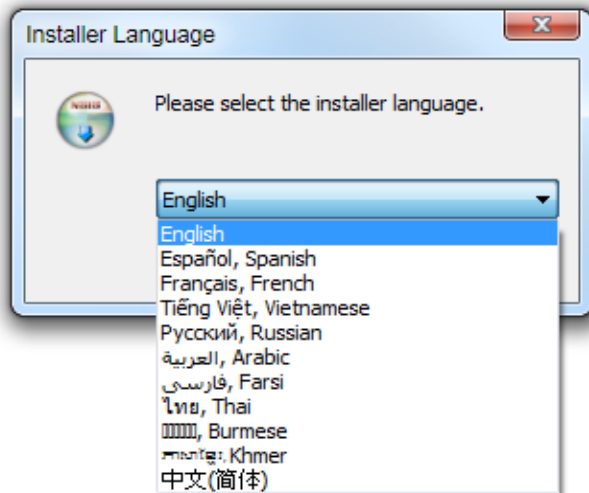 Installer Language
Please select the installer language.
English
English
Español, Spanish
Français, French
Tiếng Việt, Vietnamese
Русский, Russian
العربية, Arabic
فارسی, Farsi
ไทย, Thai
, Burmese
, Khmer
中文(简体)